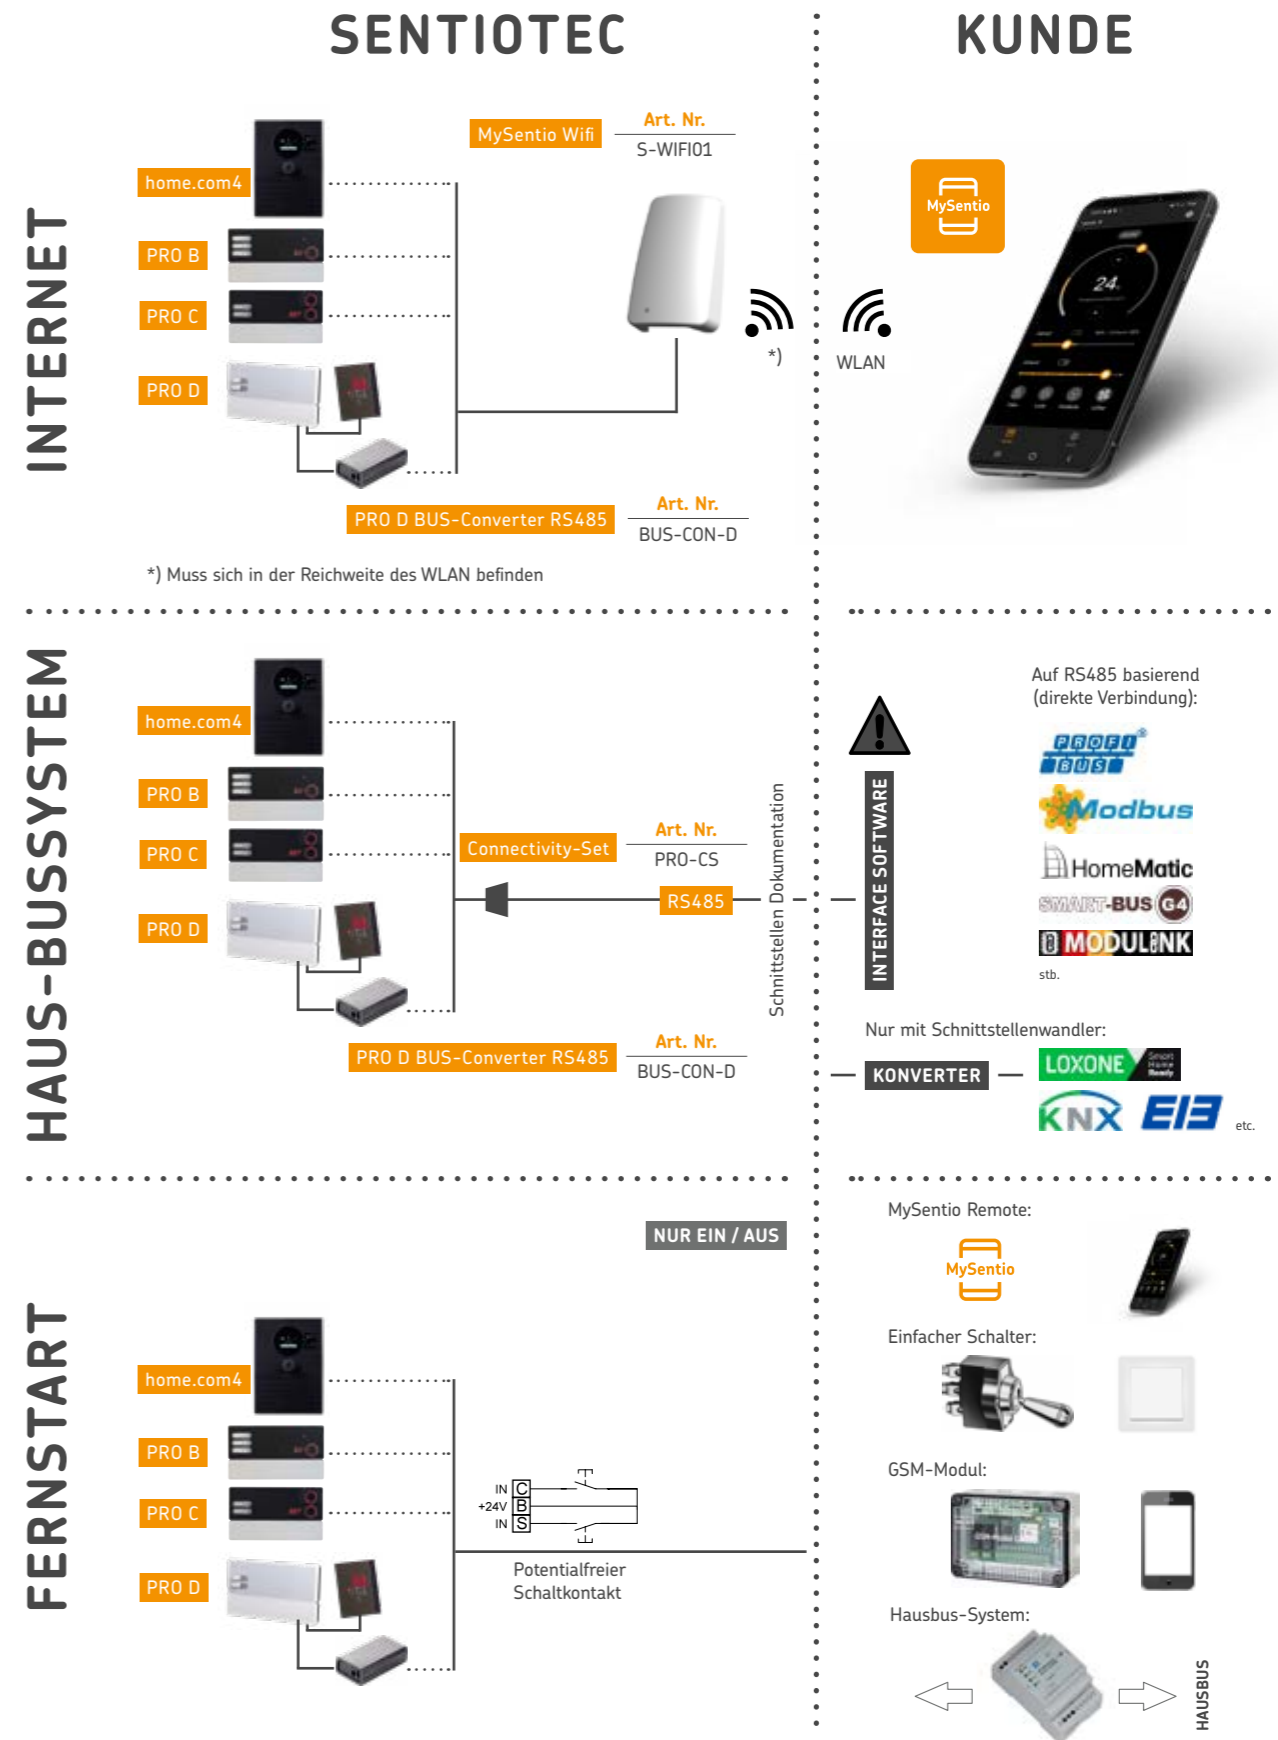 SENTIOTEC
KUNDE
INTERNET
MySentio Wifi
Art. Nr.
S-WIFI01
home.com4
PRO B
PRO C
PRO D
*)
WLAN
MySentio
24
PRO D BUS-Converter RS485
Art. Nr.
BUS-CON-D
*) Muss sich in der Reichweite des WLAN befinden
HAUS-BUSSYSTEM
home.com4
PRO B
PRO C
PRO D
Connectivity-Set
Art. Nr.
PRO-CS
RS485
Schnittstellen Dokumentation
PRO D BUS-Converter RS485
Art. Nr.
BUS-CON-D
INTERFACE SOFTWARE
Auf RS485 basierend
(direkte Verbindung):
PROFI®
BUS
Modbus
HomeMatic
SMART-BUS G4
MODULINK
stb.
Nur mit Schnittstellenwandler:
KONVERTER
LOXONE Smart
Home
Ready
KNX EIB etc.
FERNSTART
NUR EIN / AUS
home.com4
PRO B
PRO C
PRO D
IN C
+24V B
IN S
Potentialfreier
Schaltkontakt
MySentio Remote:
MySentio
Einfacher Schalter:
GSM-Modul:
Hausbus-System:
HAUSBUS